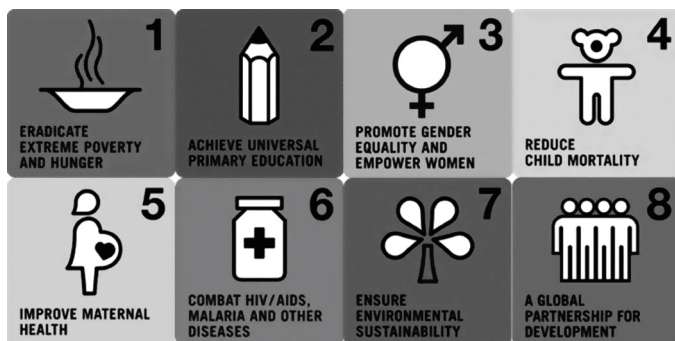 1
ERADICATE
EXTREME POVERTY
AND HUNGER
2
ACHIEVE UNIVERSAL
PRIMARY EDUCATION
3
PROMOTE GENDER
EQUALITY AND
EMPOWER WOMEN
4
REDUCE
CHILD MORTALITY
5
IMPROVE MATERNAL
HEALTH
6
COMBAT HIV/AIDS,
MALARIA AND OTHER
DISEASES
7
ENSURE
ENVIRONMENTAL
SUSTAINABILITY
8
A GLOBAL
PARTNERSHIP FOR
DEVELOPMENT